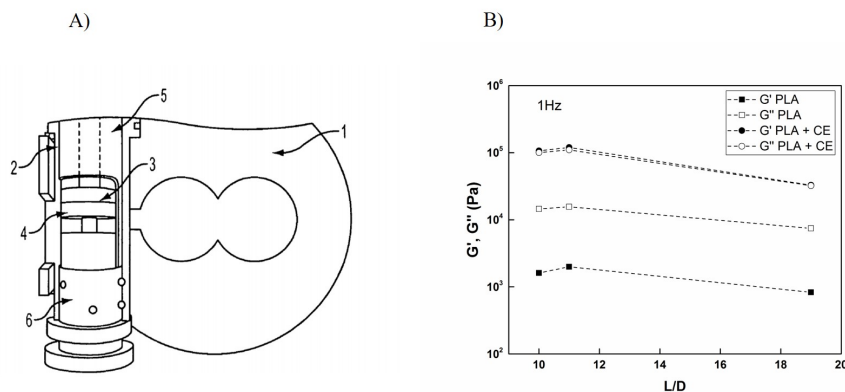 A)
B)
5
1
2
3
4
6
10⁶
1Hz
G' PLA
G'' PLA
G' PLA + CE
G'' PLA + CE
10⁵
10⁴
10³
10²
G', G'' (Pa)
10 12 14 16 18 20
L/D